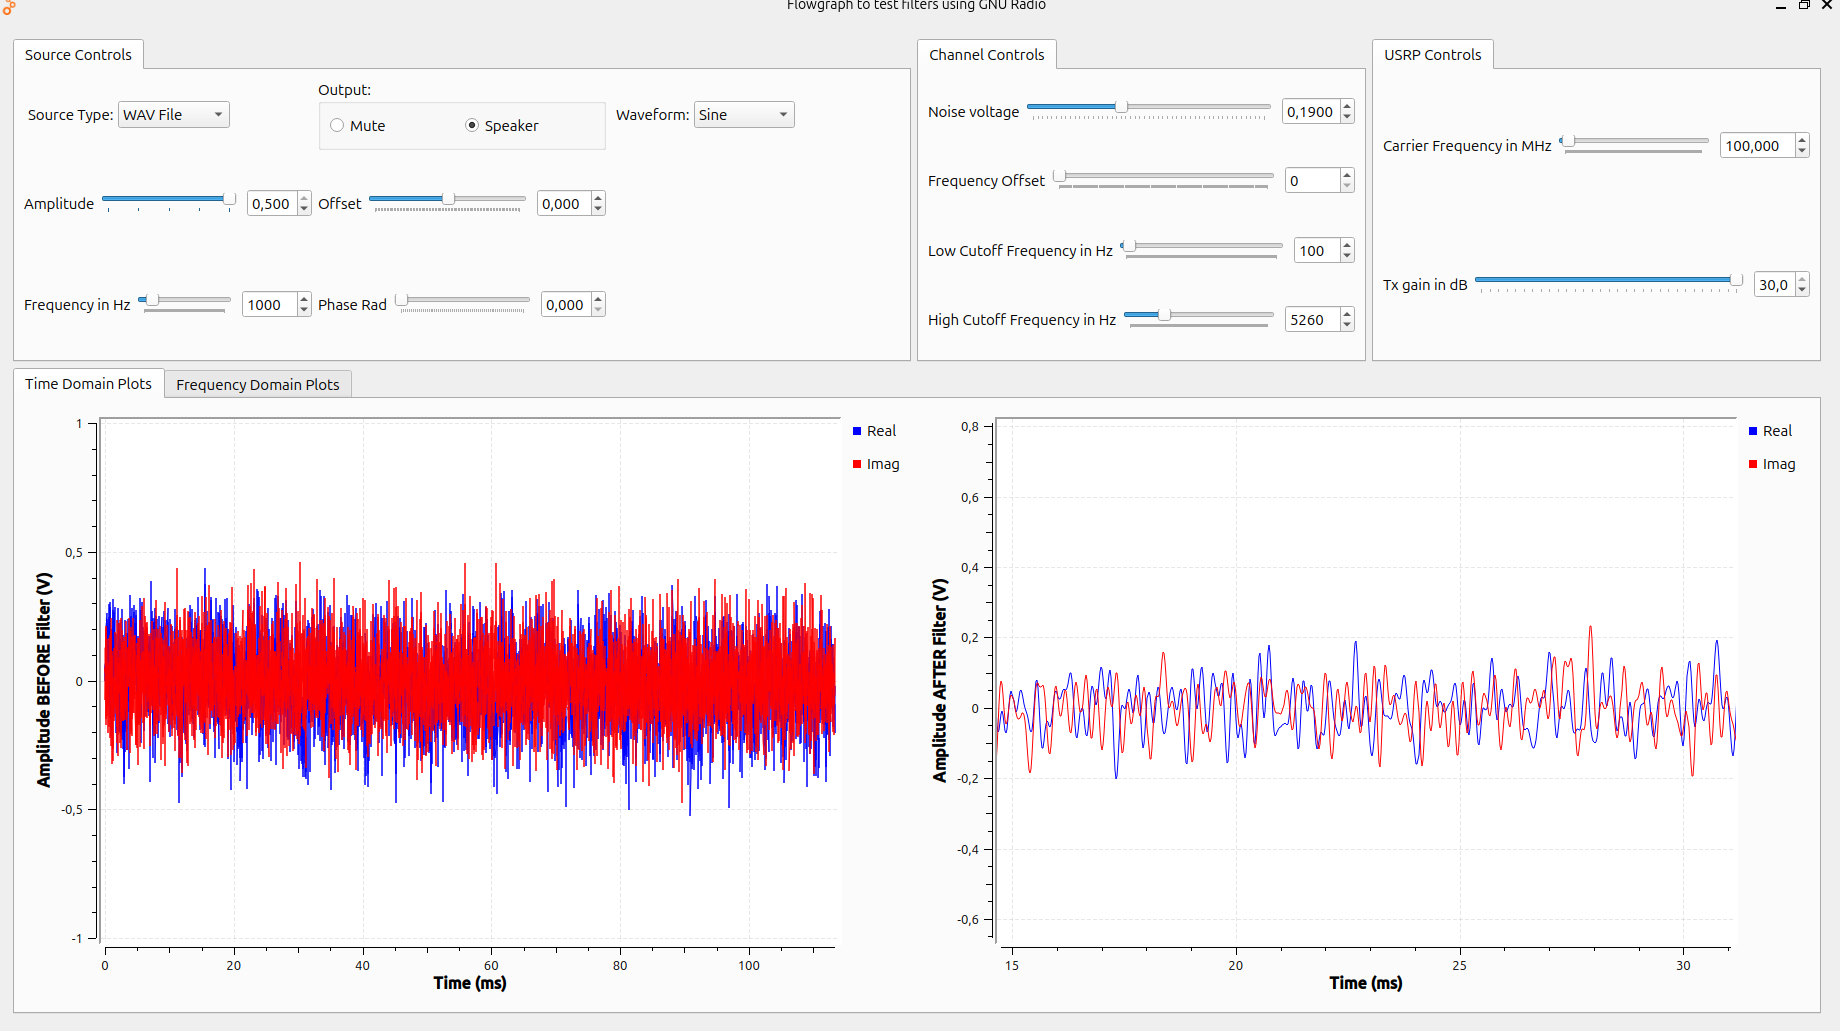 Flowgraph to test filters using GNU Radio
Source Controls
Source Type: WAV File
Output:
Mute
Speaker
Waveform: Sine
Amplitude 0,500
Offset 0,000
Frequency in Hz 1000
Phase Rad 0,000
Channel Controls
Noise voltage 0,1900
Frequency Offset 0
Low Cutoff Frequency in Hz 100
High Cutoff Frequency in Hz 5260
USRP Controls
Carrier Frequency in MHz 100,000
Tx gain in dB 30,0
Time Domain Plots
Frequency Domain Plots
Amplitude BEFORE Filter (V)
1
0,5
0
-0,5
-1
0 20 40 60 80 100
Time (ms)
Real
Imag
Amplitude AFTER Filter (V)
0,8
0,6
0,4
0,2
0
-0,2
-0,4
-0,6
15 20 25 30
Time (ms)
Real
Imag